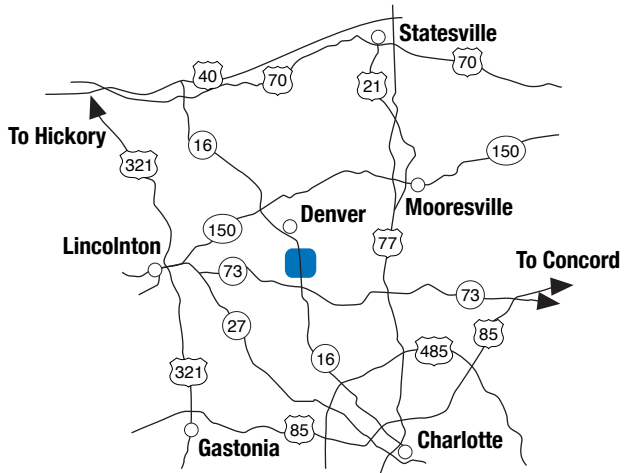 Statesville
40
70
70
21
To Hickory
16
150
321
Mooresville
Denver
150
77
Lincolnton
73
To Concord
73
27
85
485
16
321
85
Gastonia
Charlotte